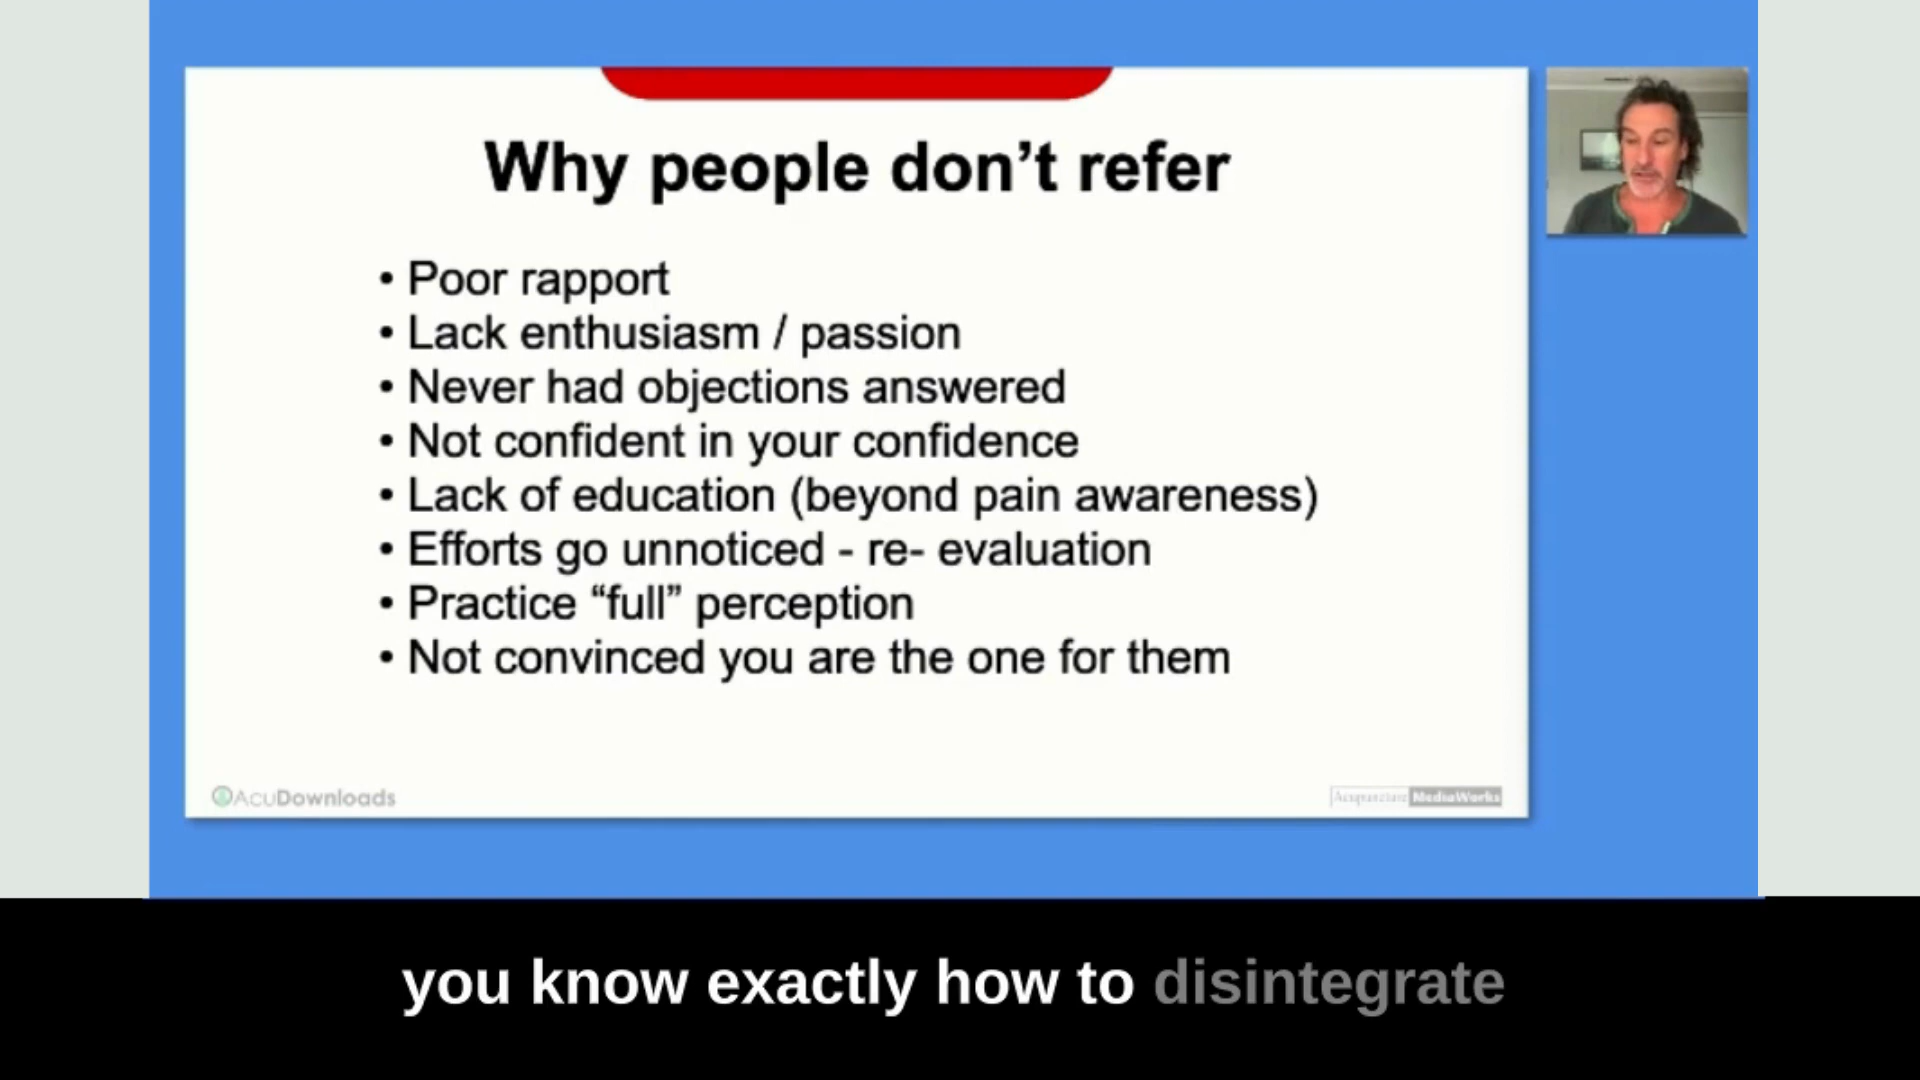 Why people don’t refer
• Poor rapport
• Lack enthusiasm / passion
• Never had objections answered
• Not confident in your confidence
• Lack of education (beyond pain awareness)
• Efforts go unnoticed - re- evaluation
• Practice “full” perception
• Not convinced you are the one for them
AcuDownloads
Acupuncture MediaWorks
you know exactly how to disintegrate